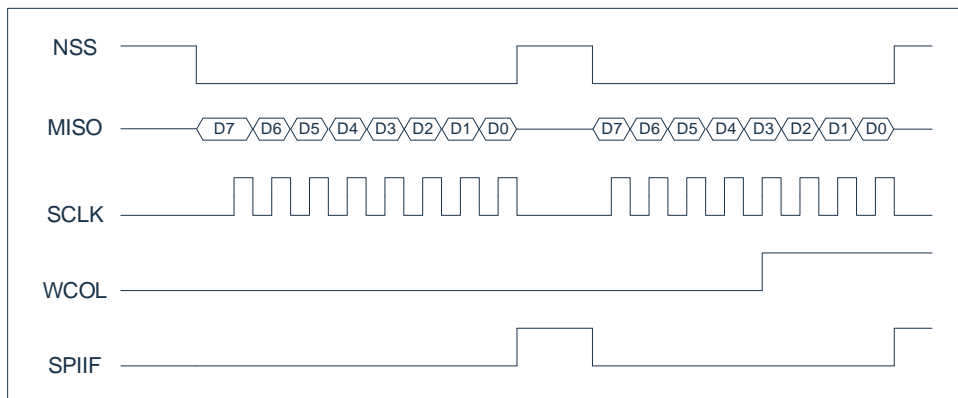 NSS
MISO D7 D6 D5 D4 D3 D2 D1 D0 D7 D6 D5 D4 D3 D2 D1 D0
SCLK
WCOL
SPIIF